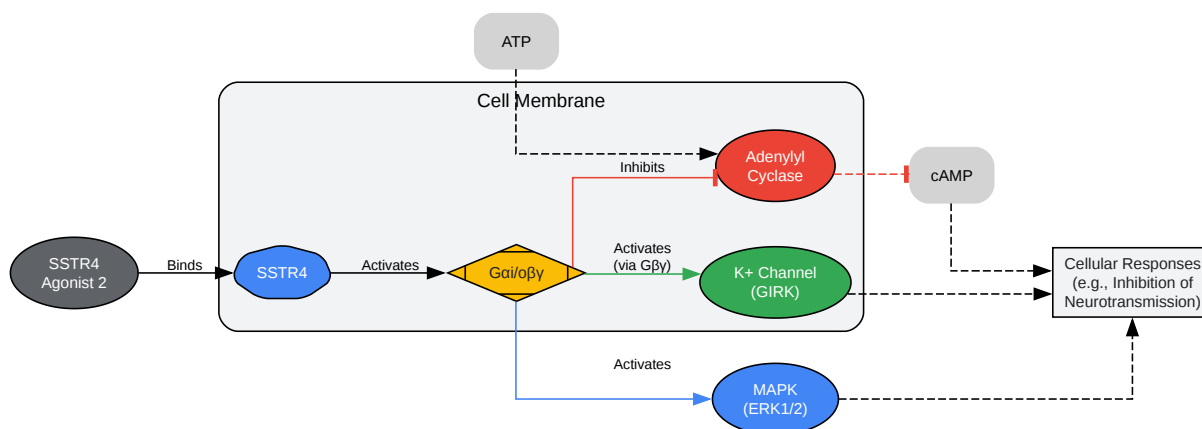 ATP
Cell Membrane
Adenylyl
Cyclase
Inhibits
cAMP
SSTR4
Agonist 2
Binds
SSTR4
Activates
Gαi/oβγ
Activates
(via Gβγ)
K+ Channel
(GIRK)
Cellular Responses
(e.g., Inhibition of
Neurotransmission)
Activates
MAPK
(ERK1/2)